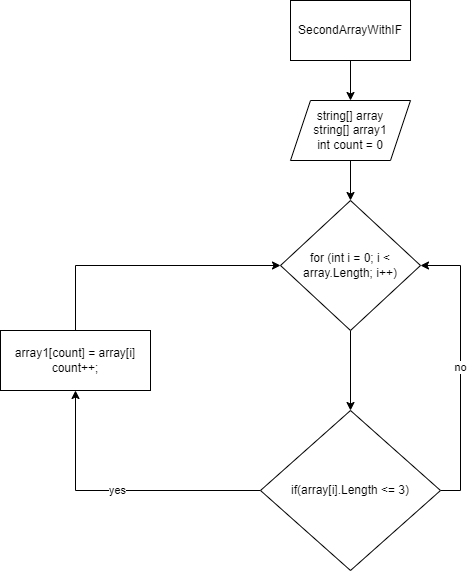 SecondArrayWithIF
string[] array
string[] array1
int count = 0
for (int i = 0; i <
array.Length; i++)
array1[count] = array[i]
count++;
no
if(array[i].Length <= 3)
yes